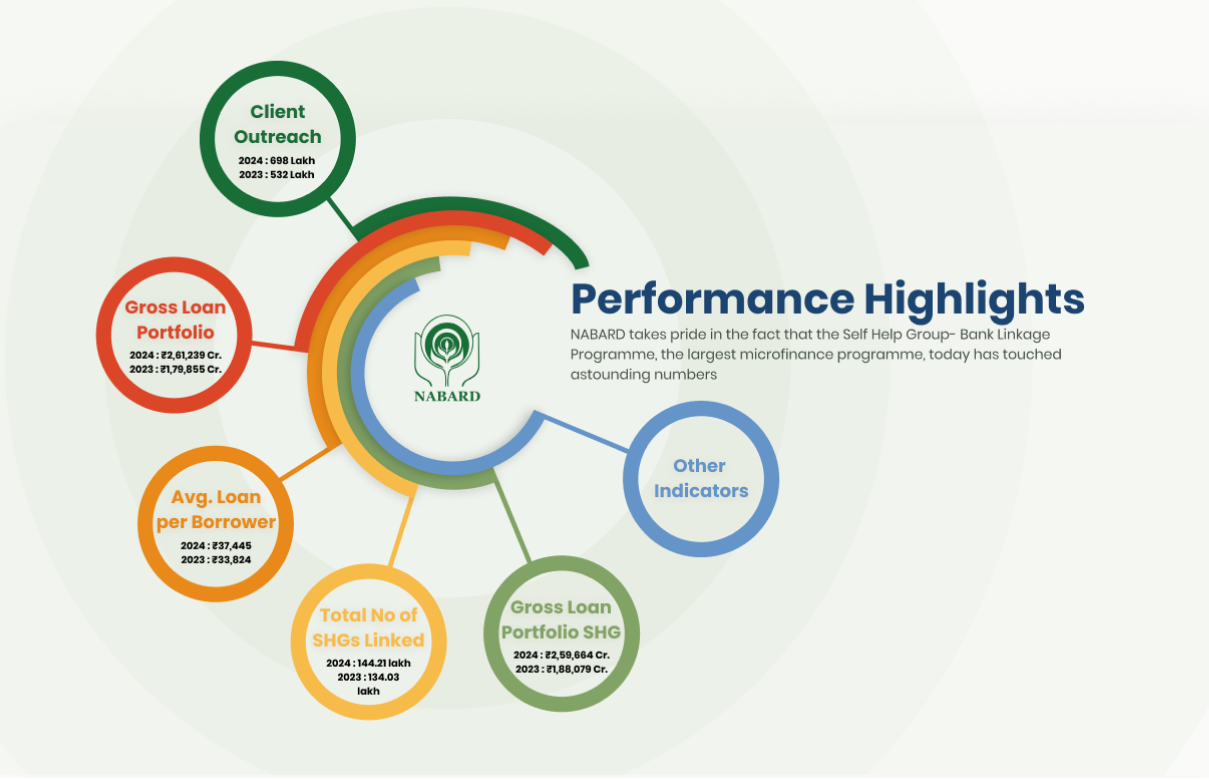 Client
Outreach
2024 : 698 Lakh
2023 : 532 Lakh
Gross Loan
Portfolio
2024 : ₹2,61,239 Cr.
2023 : ₹1,79,855 Cr.
Performance Highlights
NABARD takes pride in the fact that the Self Help Group- Bank Linkage
Programme, the largest microfinance programme, today has touched
astounding numbers
NABARD
Avg. Loan
per Borrower
2024 : ₹37,445
2023 : ₹33,824
Other
Indicators
Total No of
SHGs Linked
2024 : 144.21 lakh
2023 : 134.03
lakh
Gross Loan
Portfolio SHG
2024 : ₹2,59,664 Cr.
2023 : ₹1,88,079 Cr.